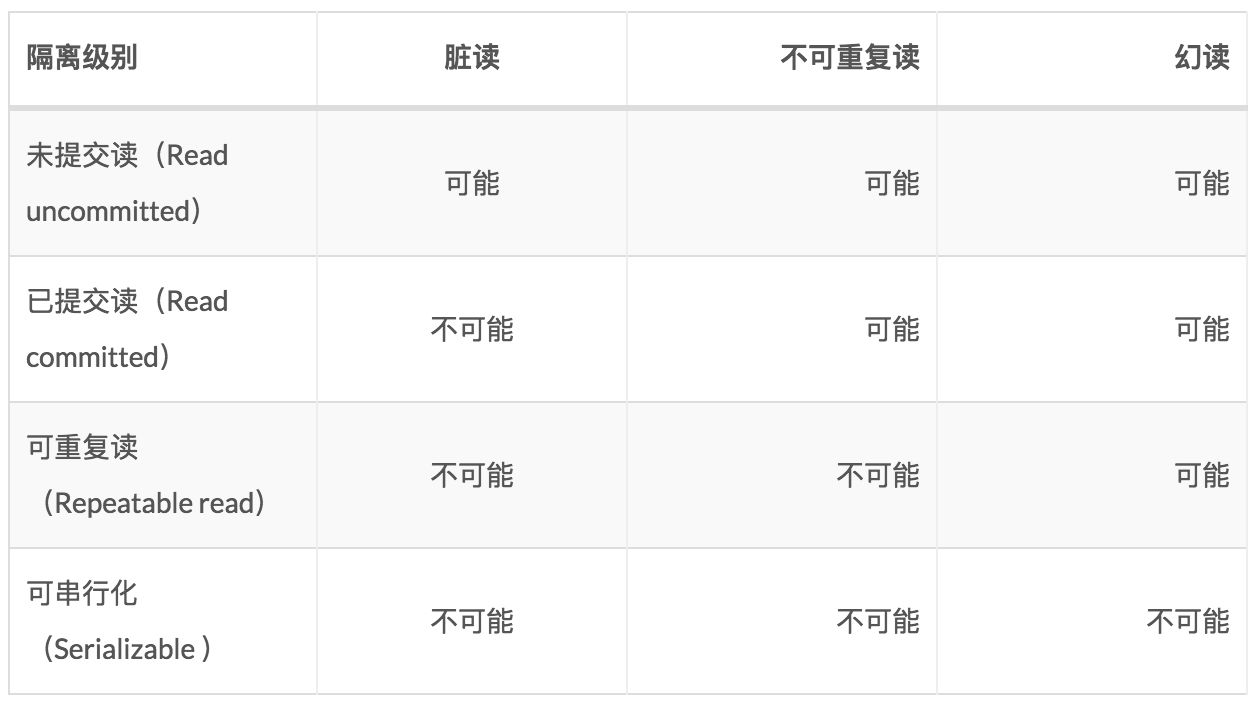 隔离级别 脏读 不可重复读 幻读
未提交读（Read
uncommitted）
可能 可能 可能
已提交读（Read
committed）
不可能 可能 可能
可重复读
（Repeatable read）
不可能 不可能 可能
可串行化
（Serializable ）
不可能 不可能 不可能